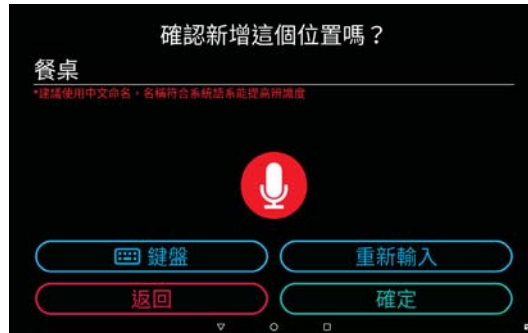 確認新增這個位置嗎？
餐桌
*建議使用中文命名，名稱符合系統語系能提高辨識度
鍵盤
重新輸入
返回
確定